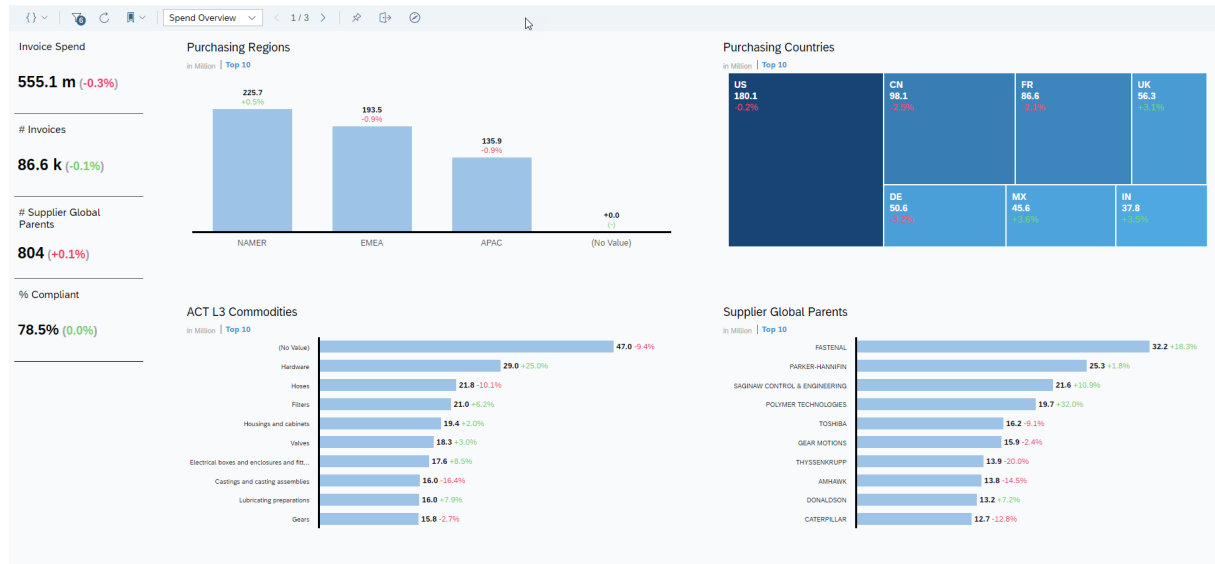 {}
6
Spend Overview
1 / 3
Invoice Spend
555.1 m (-0.3%)
# Invoices
86.6 k (-0.1%)
# Supplier Global
Parents
804 (+0.1%)
% Compliant
78.5% (0.0%)
Purchasing Regions
in Million | Top 10
225.7
+0.5%
193.5
-0.9%
135.9
-0.9%
+0.0
(-)
NAMER
EMEA
APAC
(No Value)
Purchasing Countries
in Million | Top 10
US
180.1
-0.2%
CN
98.1
-2.5%
FR
86.6
-2.1%
UK
56.3
+3.1%
DE
50.6
MX
45.6
+3.6%
IN
37.8
+3.5%
ACT L3 Commodities
in Million | Top 10
(No Value) 47.0 -9.4%
Hardware 29.0 +25.0%
Hoses 21.8 -10.1%
Filters 21.0 +6.2%
Housings and cabinets 19.4 +2.0%
Valves 18.3 +3.0%
Electrical boxes and enclosures and fitt... 17.6 +8.5%
Castings and casting assemblies 16.0 -16.4%
Lubricating preparations 16.0 +7.9%
Gears 15.8 -2.7%
Supplier Global Parents
in Million | Top 10
FASTENAL 32.2 +18.3%
PARKER-HANNIFIN 25.3 +1.8%
SAGINAW CONTROL & ENGINEERING 21.6 +10.9%
POLYMER TECHNOLOGIES 19.7 +32.0%
TOSHIBA 16.2 -9.1%
GEAR MOTIONS 15.9 -2.4%
THYSSENKRUPP 13.9 -20.0%
AMHAWK 13.8 -14.5%
DONALDSON 13.2 +7.2%
CATERPILLAR 12.7 -12.8%